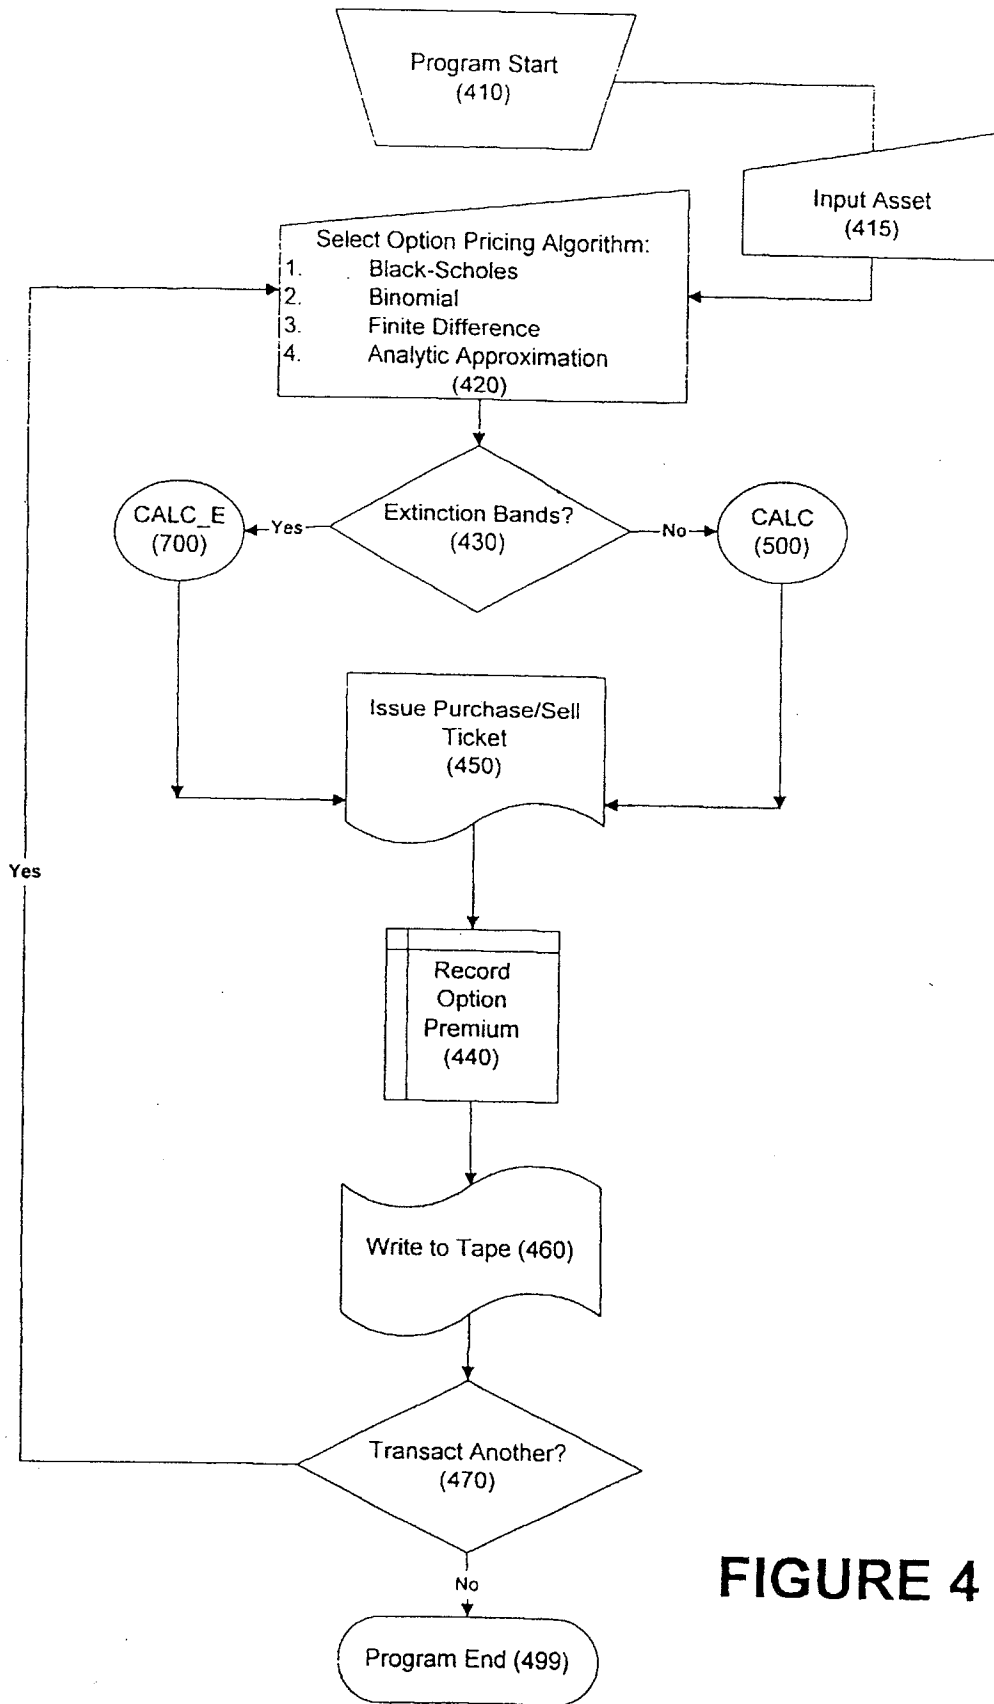 Program Start
(410)
Input Asset
(415)
Select Option Pricing Algorithm:
1. Black-Scholes
2. Binomial
3. Finite Difference
4. Analytic Approximation
(420)
Extinction Bands?
(430)
Yes
No
CALC_E
(700)
CALC
(500)
Issue Purchase/Sell
Ticket
(450)
Yes
Record
Option
Premium
(440)
Write to Tape (460)
Transact Another?
(470)
No
Program End (499)
FIGURE 4